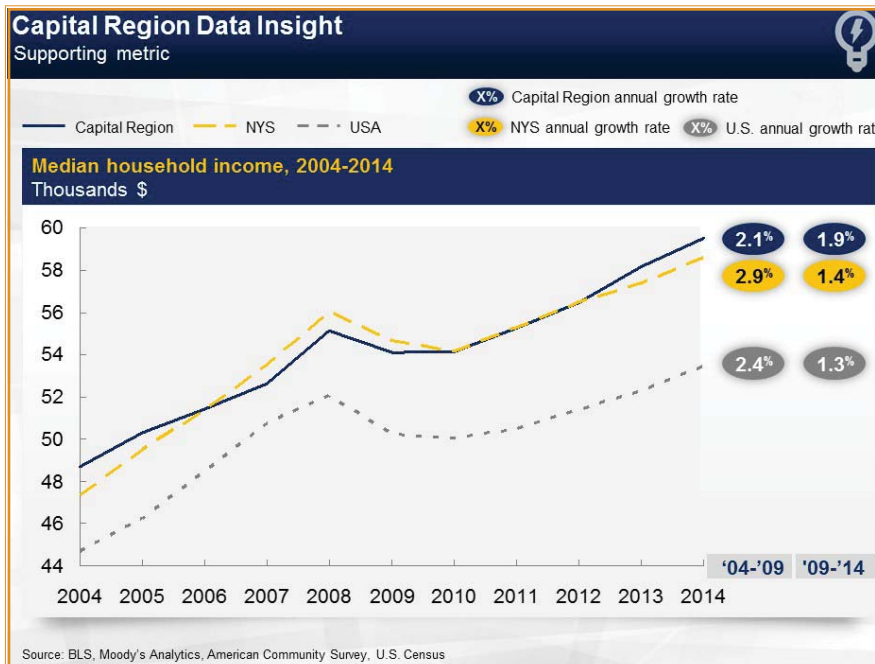 Capital Region Data Insight
Supporting metric
X% Capital Region annual growth rate
Capital Region NYS USA X% NYS annual growth rate X% U.S. annual growth rat
Median household income, 2004-2014
Thousands $
60
58
56
54
52
50
48
46
44
2.1% 1.9%
2.9% 1.4%
2.4% 1.3%
‘04-’09 '09-’14
2004 2005 2006 2007 2008 2009 2010 2011 2012 2013 2014
Source: BLS, Moody’s Analytics, American Community Survey, U.S. Census